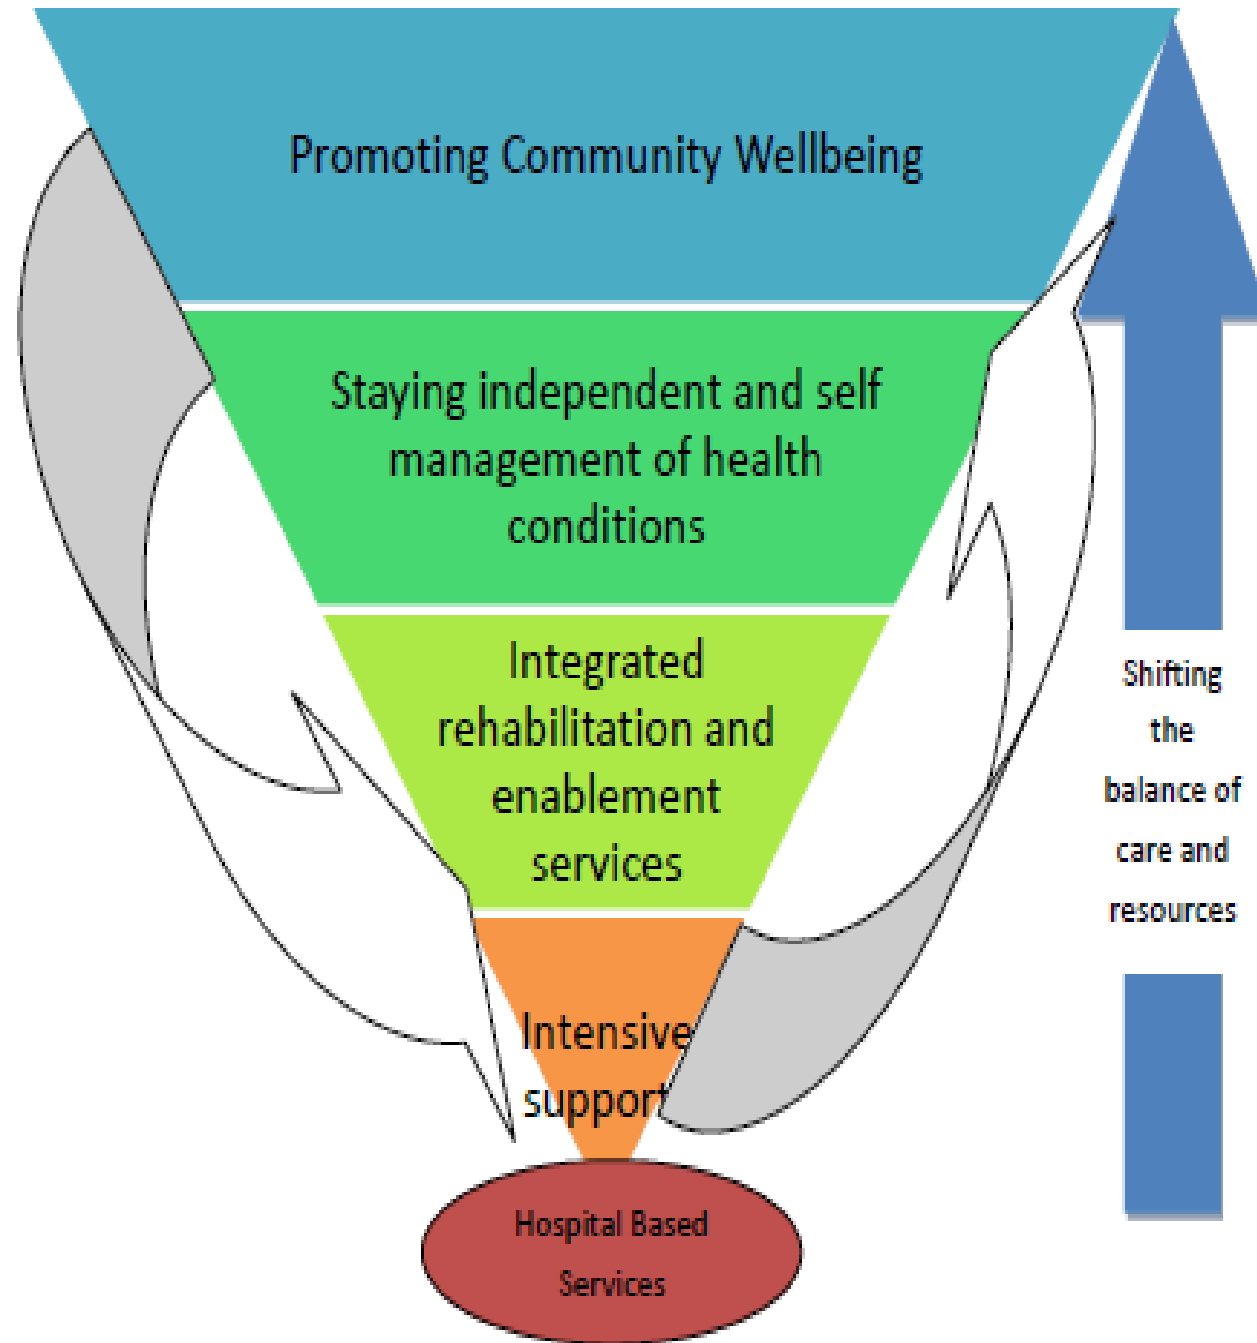 Promoting Community Wellbeing
Staying independent and self
management of health
conditions
Integrated
rehabilitation and
enablement
services
Intensive
support
Hospital Based
Services
Shifting
the
balance of
care and
resources